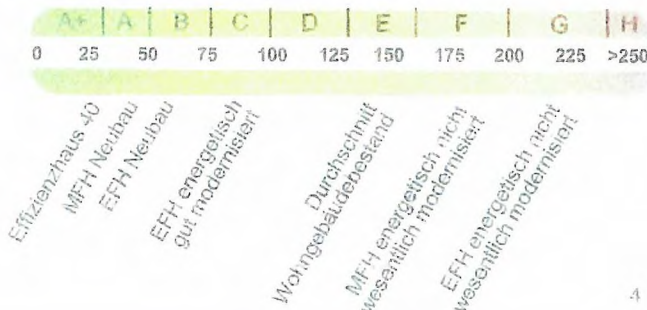 A+ | A | B | C | D | E | F | G | H
0 25 50 75 100 125 150 175 200 225 >250
Effizienzhaus 40
MFH Neubau
EFH Neubau
EFH energetisch
gut modernisiert
Durchschnitt
Wohngebäudebestand
MFH energetisch nicht
wesentlich modernisiert
EFH energetisch nicht
wesentlich modernisiert
4